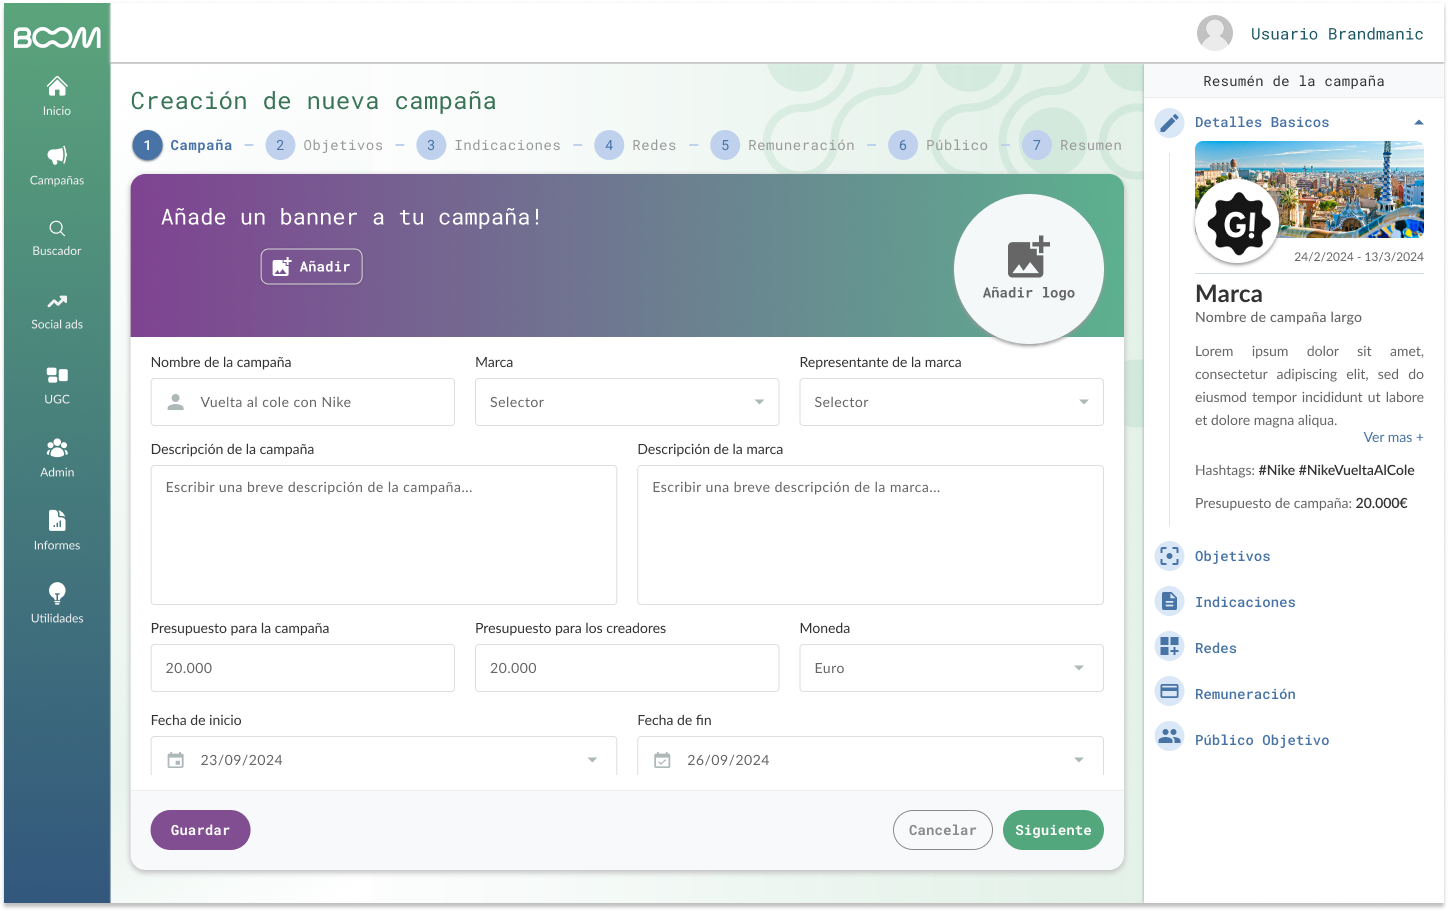 BOOM
Inicio
Campañas
Buscador
Social ads
UGC
Admin
Informes
Utilidades
Usuario Brandmanic
Creación de nueva campaña
1 Campaña – 2 Objetivos – 3 Indicaciones – 4 Redes – 5 Remuneración – 6 Público – 7 Resumen
Añade un banner a tu campaña!
Añadir
Añadir logo
Nombre de la campaña
Vuelta al cole con Nike
Marca
Selector
Representante de la marca
Selector
Descripción de la campaña
Escribir una breve descripción de la campaña...
Descripción de la marca
Escribir una breve descripción de la marca...
Presupuesto para la campaña
20.000
Presupuesto para los creadores
20.000
Moneda
Euro
Fecha de inicio
23/09/2024
Fecha de fin
26/09/2024
Guardar
Cancelar
Siguiente
Resumén de la campaña
Detalles Basicos
G!
24/2/2024 - 13/3/2024
Marca
Nombre de campaña largo
Lorem ipsum dolor sit amet,
consectetur adipiscing elit, sed do
eiusmod tempor incididunt ut labore
et dolore magna aliqua.
Ver mas +
Hashtags: #Nike #NikeVueltaAlCole
Presupuesto de campaña: 20.000€
Objetivos
Indicaciones
Redes
Remuneración
Público Objetivo